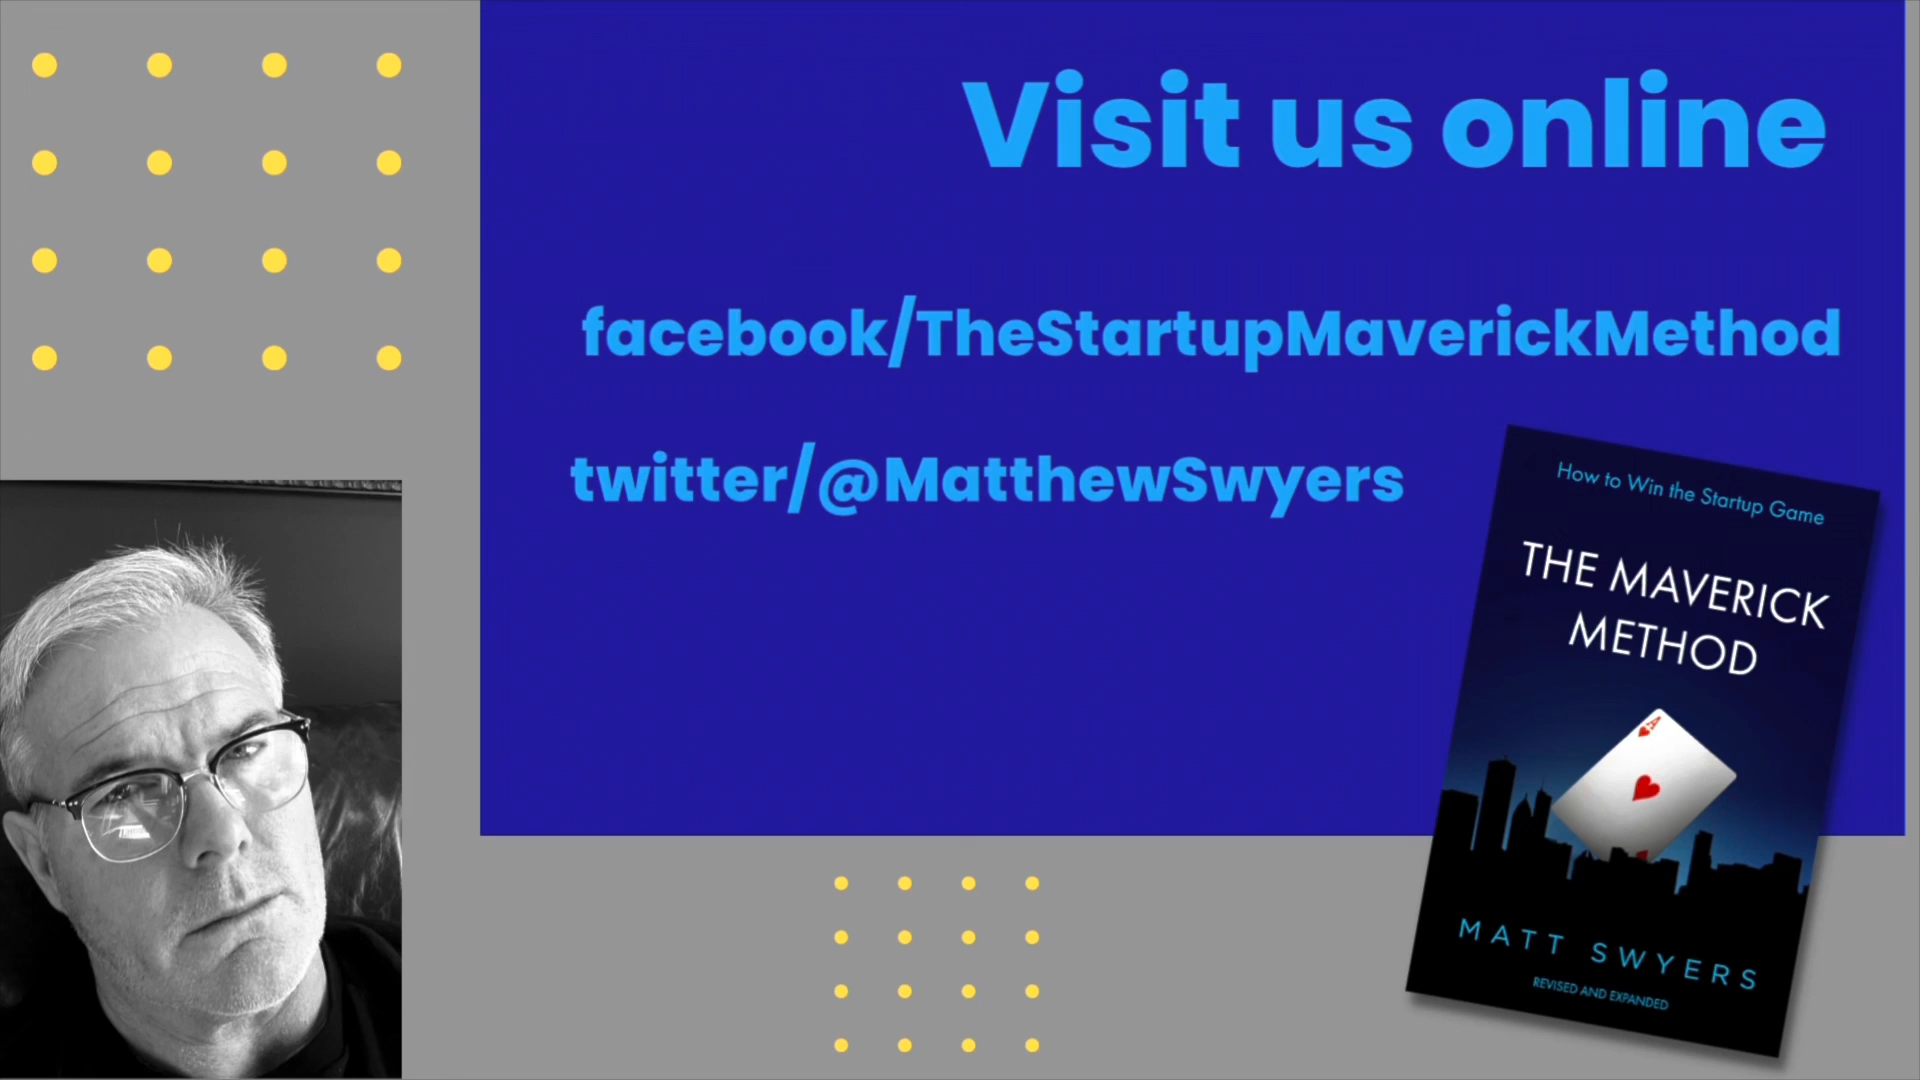 Visit us online
facebook/TheStartupMaverickMethod
twitter/@MatthewSwyers
How to Win the Startup Game
THE MAVERICK
METHOD
A
MATT SWYERS
REVISED AND EXPANDED